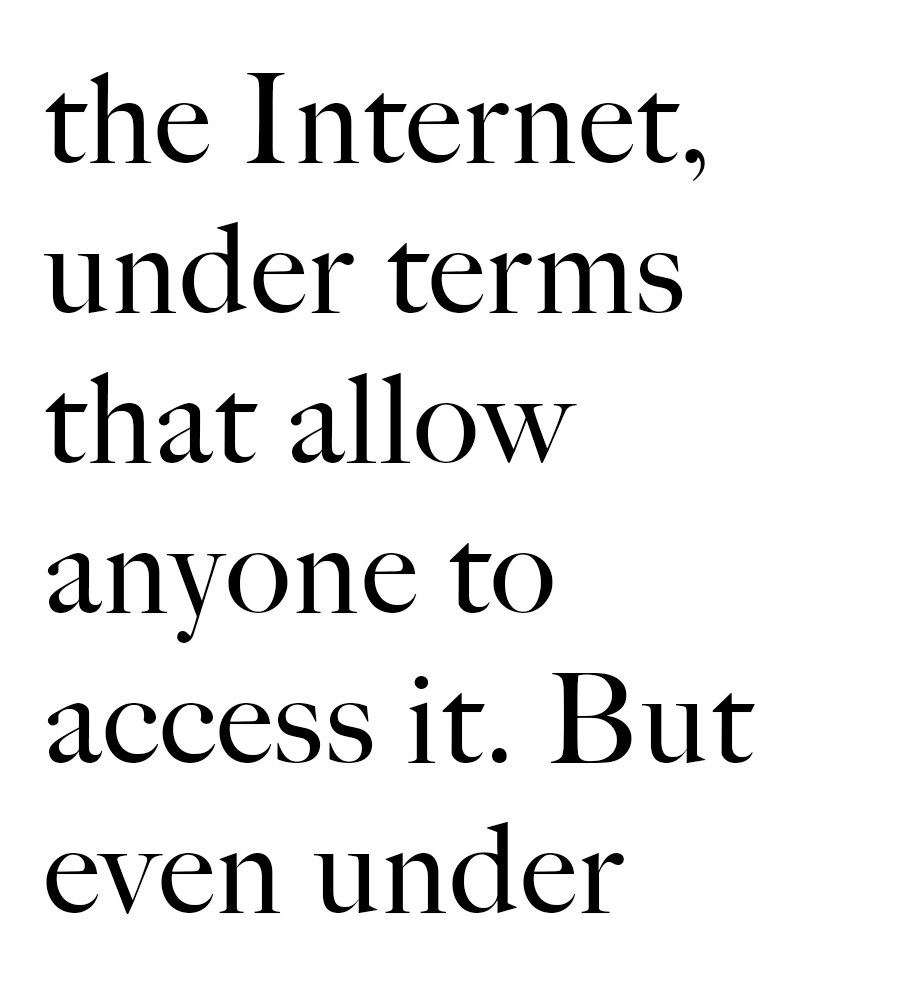 the Internet,
under terms
that allow
anyone to
access it. But
even under